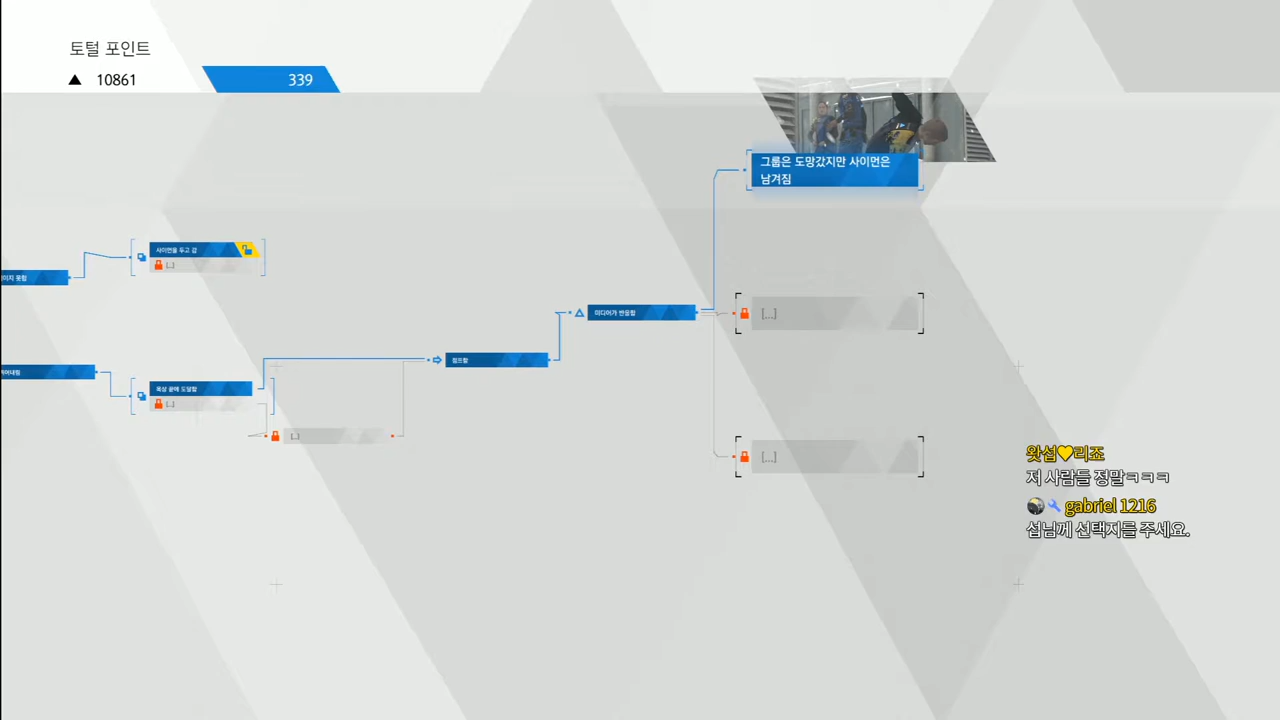 토털 포인트
▲ 10861
339
그룹은 도망갔지만 사이먼은
남겨짐
사이먼을 두고 감
[...]
미디어가 반응함
[...]
점프함
옥상 끝에 도달함
[...]
[...]
[...]
왓섭💛리죠
저 사람들 정말ㅋㅋㅋ
gabriel 1216
섭님께 선택지를 주세요.